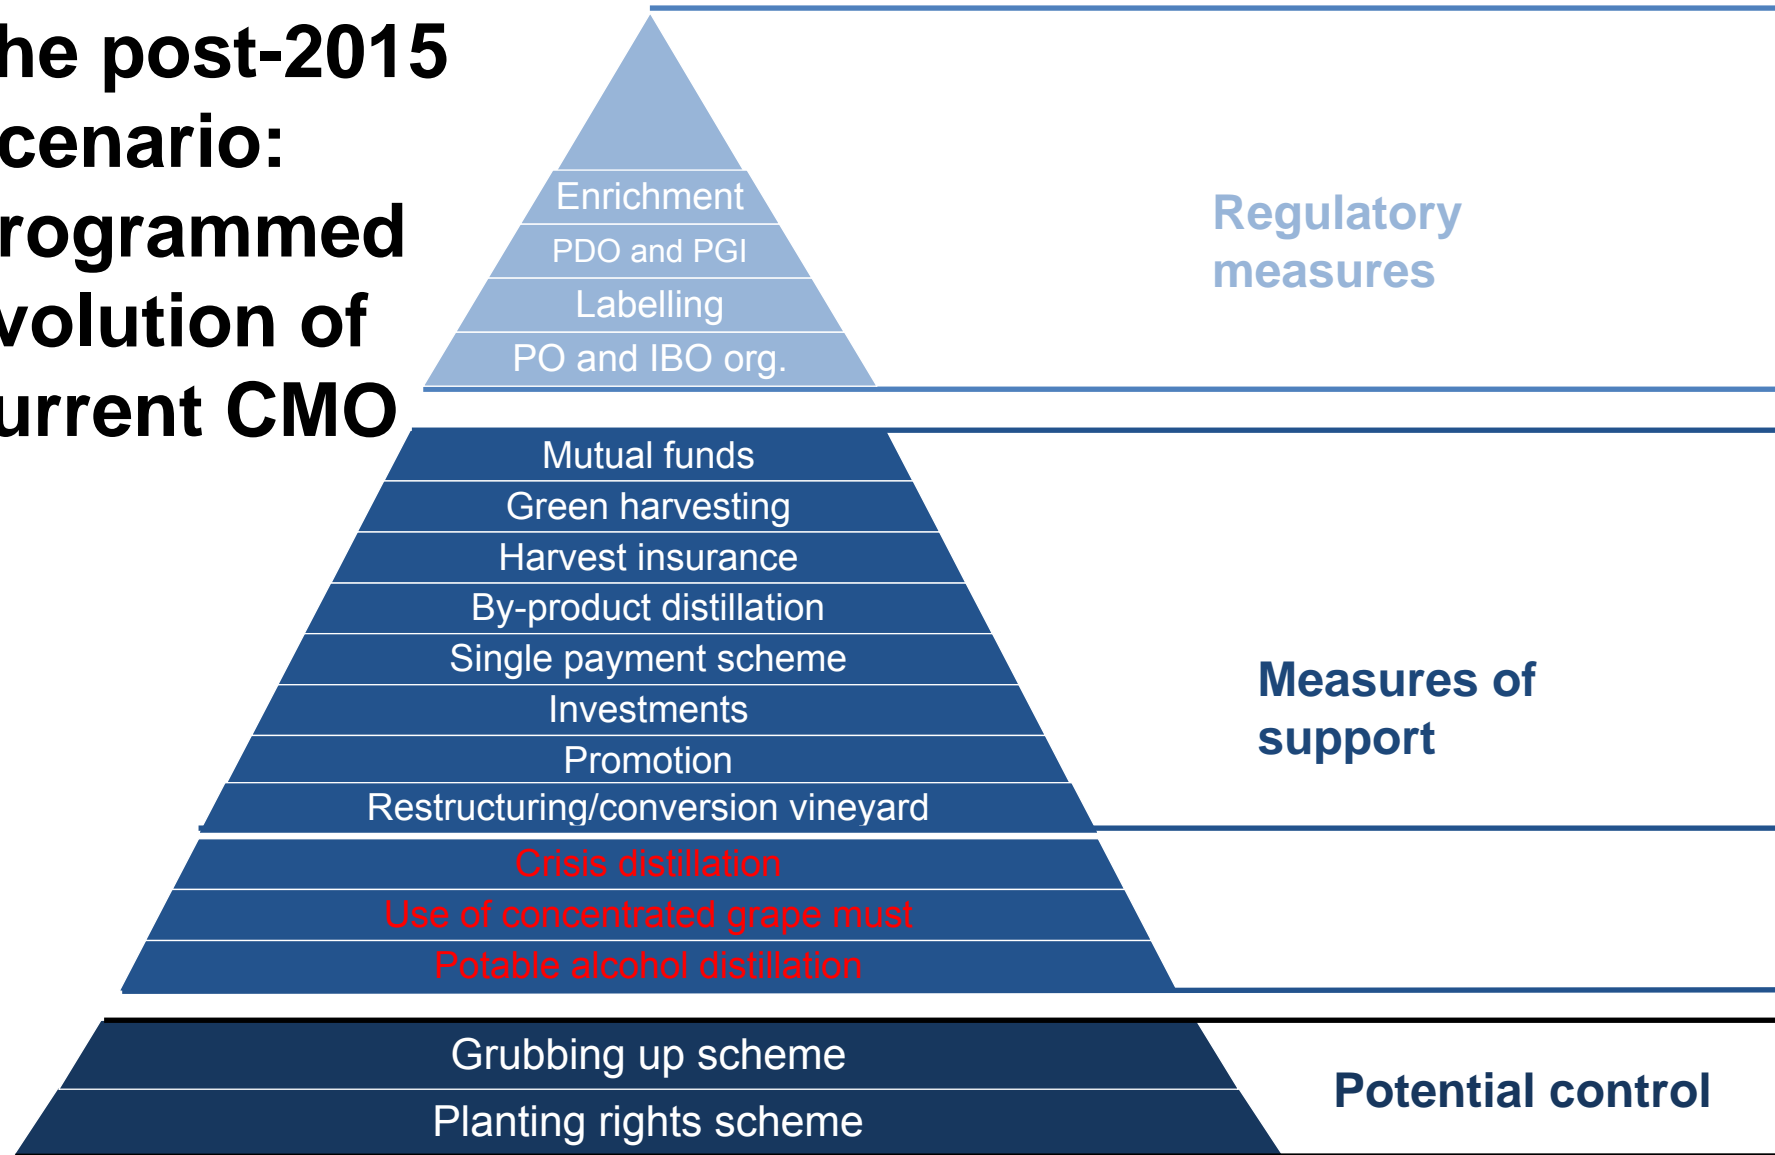 he post-2015
cenario:
rogrammed
volution of
urrent CMO
Enrichment
PDO and PGI
Labelling
PO and IBO org.
Regulatory
measures
Mutual funds
Green harvesting
Harvest insurance
By-product distillation
Single payment scheme
Investments
Promotion
Restructuring/conversion vineyard
Measures of
support
Crisis distillation
Use of concentrated grape must
Potable alcohol distillation
Grubbing up scheme
Planting rights scheme
Potential control